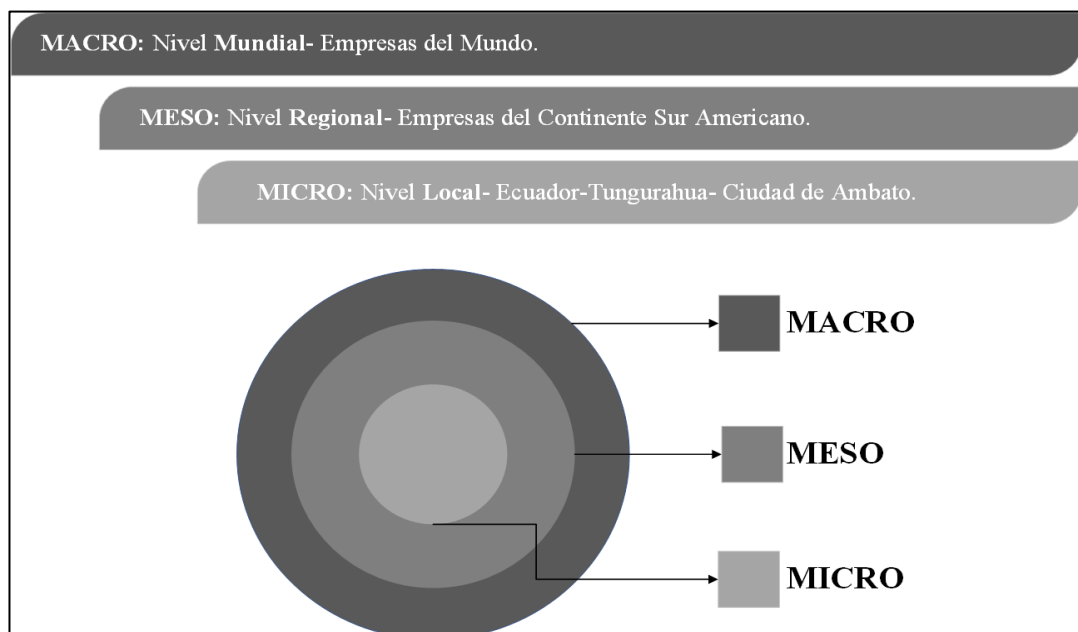 MACRO: Nivel Mundial- Empresas del Mundo.
MESO: Nivel Regional- Empresas del Continente Sur Americano.
MICRO: Nivel Local- Ecuador-Tungurahua- Ciudad de Ambato.
MACRO
MESO
MICRO